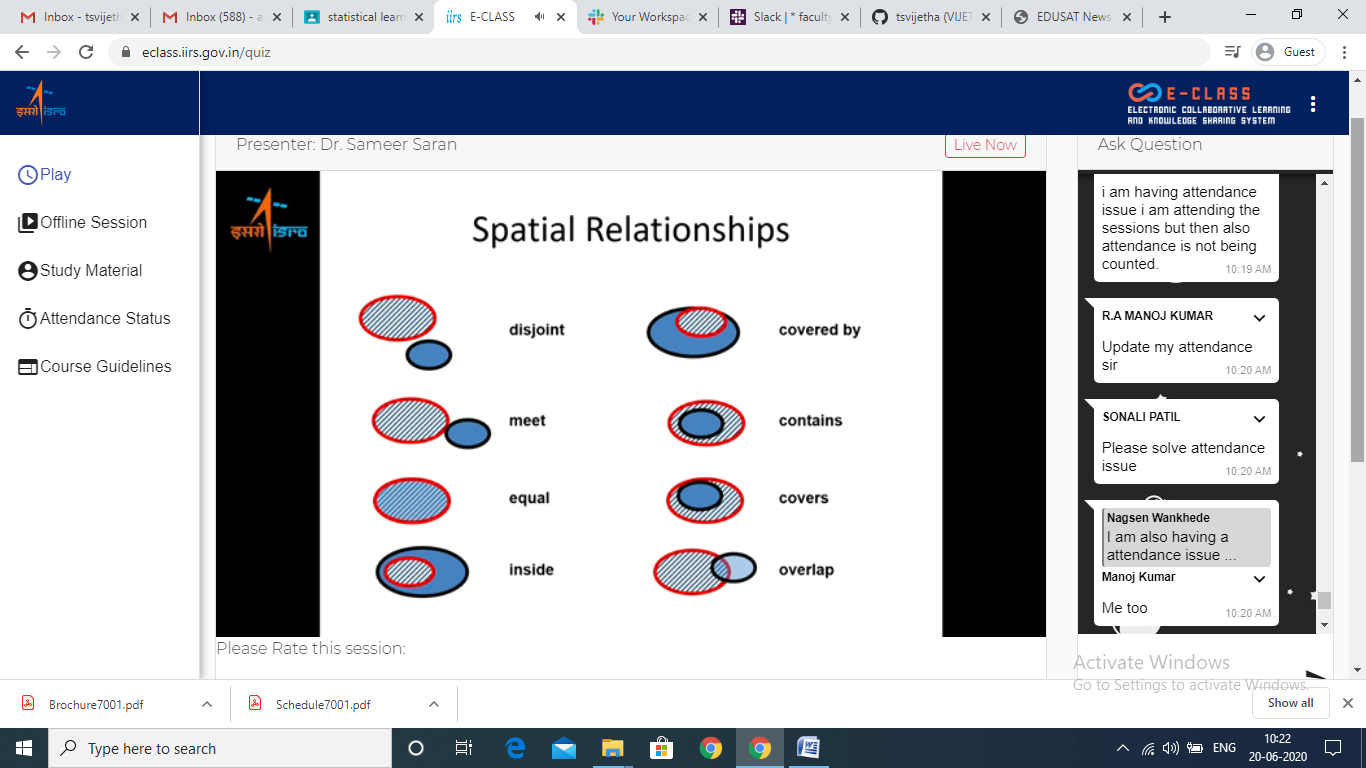 Inbox - tsvijeth
Inbox (588) - a
statistical learn
E-CLASS
Your Workspac
Slack | * faculty
tsvijetha (VIJET
EDUSAT News
eclass.iirs.gov.in/quiz
Guest
इसरो isro
E-CLASS
ELECTRONIC COLLABORATIVE LEARNING
AND KNOWLEDGE SHARING SYSTEM
Play
Offline Session
Study Material
Attendance Status
Course Guidelines
Presenter: Dr. Sameer Saran
Live Now
इसरो isro
Spatial Relationships
disjoint
covered by
meet
contains
equal
covers
inside
overlap
Please Rate this session:
Ask Question
i am having attendance
issue i am attending the
sessions but then also
attendance is not being
counted.
10:19 AM
R.A MANOJ KUMAR
Update my attendance
sir
10:20 AM
SONALI PATIL
Please solve attendance
issue
10:20 AM
Nagsen Wankhede
I am also having a
attendance issue ...
Manoj Kumar
Me too
10:20 AM
Activate Windows
Go to Settings to activate Windows.
Brochure7001.pdf
Schedule7001.pdf
Show all
Type here to search
ENG
10:22
20-06-2020